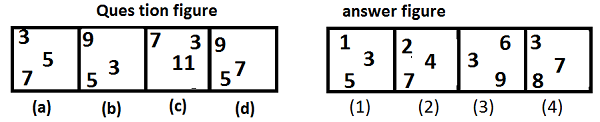 Ques tion figure answer figure
3 9 7 3 9 1 2 6 3
5 3 11 7 3 4 3 7
7 5 5 5 7 9 8
(a) (b) (c) (d) (1) (2) (3) (4)